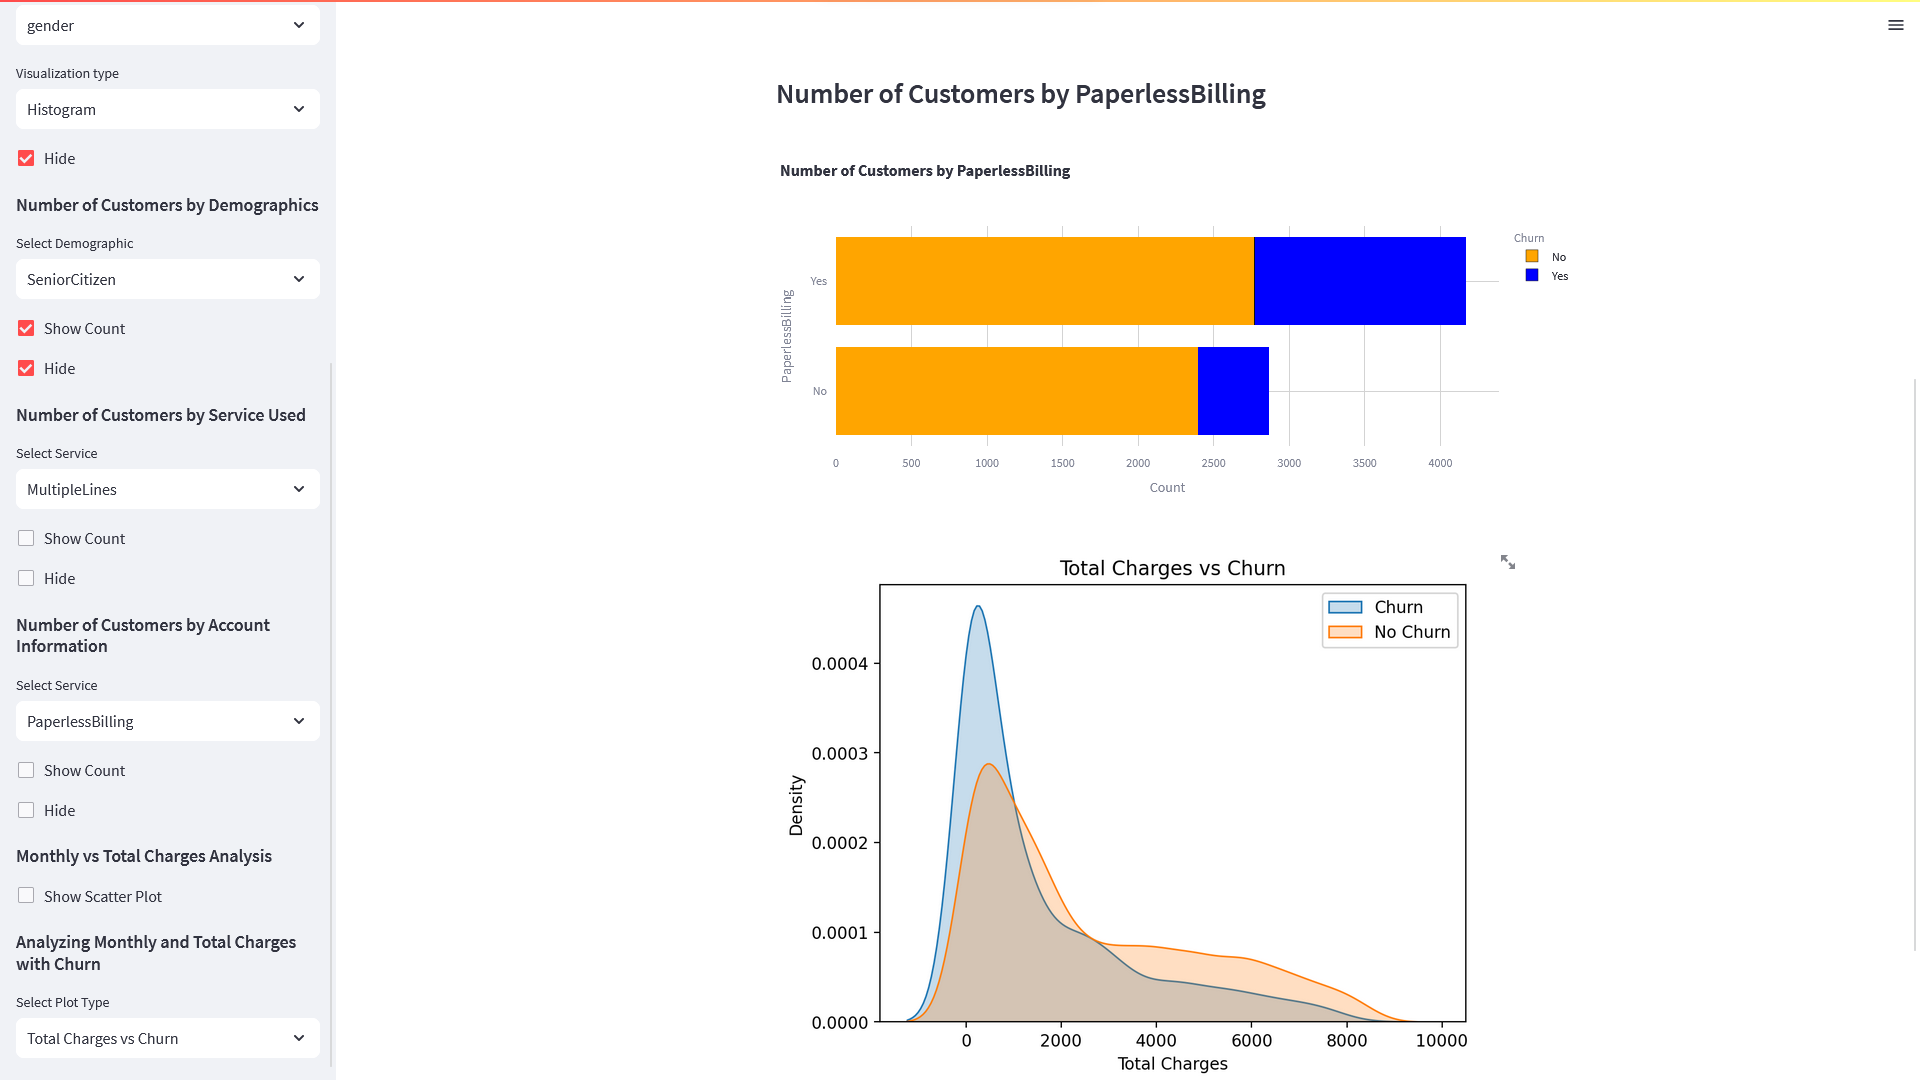 gender
Visualization type
Histogram
Hide
Number of Customers by Demographics
Select Demographic
SeniorCitizen
Show Count
Hide
Number of Customers by Service Used
Select Service
MultipleLines
Show Count
Hide
Number of Customers by Account
Information
Select Service
PaperlessBilling
Show Count
Hide
Monthly vs Total Charges Analysis
Show Scatter Plot
Analyzing Monthly and Total Charges
with Churn
Select Plot Type
Total Charges vs Churn
Number of Customers by PaperlessBilling
Number of Customers by PaperlessBilling
Churn
No
Yes
PaperlessBilling
Yes
No
0 500 1000 1500 2000 2500 3000 3500 4000
Count
Total Charges vs Churn
Churn
No Churn
Density
0.0004
0.0003
0.0002
0.0001
0.0000
0 2000 4000 6000 8000 10000
Total Charges